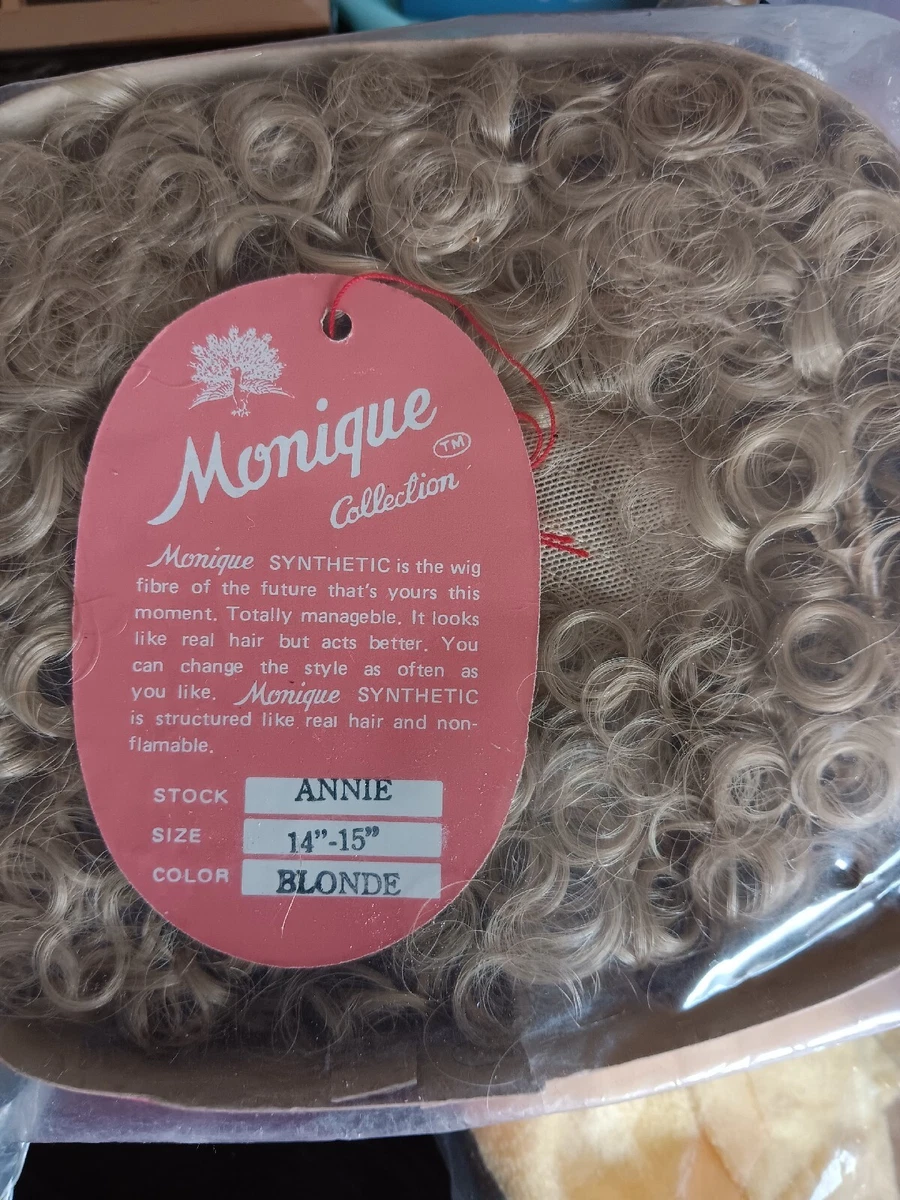 Monique TM
Collection
Monique SYNTHETIC is the wig
fibre of the future that's yours this
moment. Totally manageable. It looks
like real hair but acts better. You
can change the style as often as
you like. Monique SYNTHETIC
is structured like real hair and non-
flamable.
STOCK ANNIE
SIZE 14”-15”
COLOR BLONDE